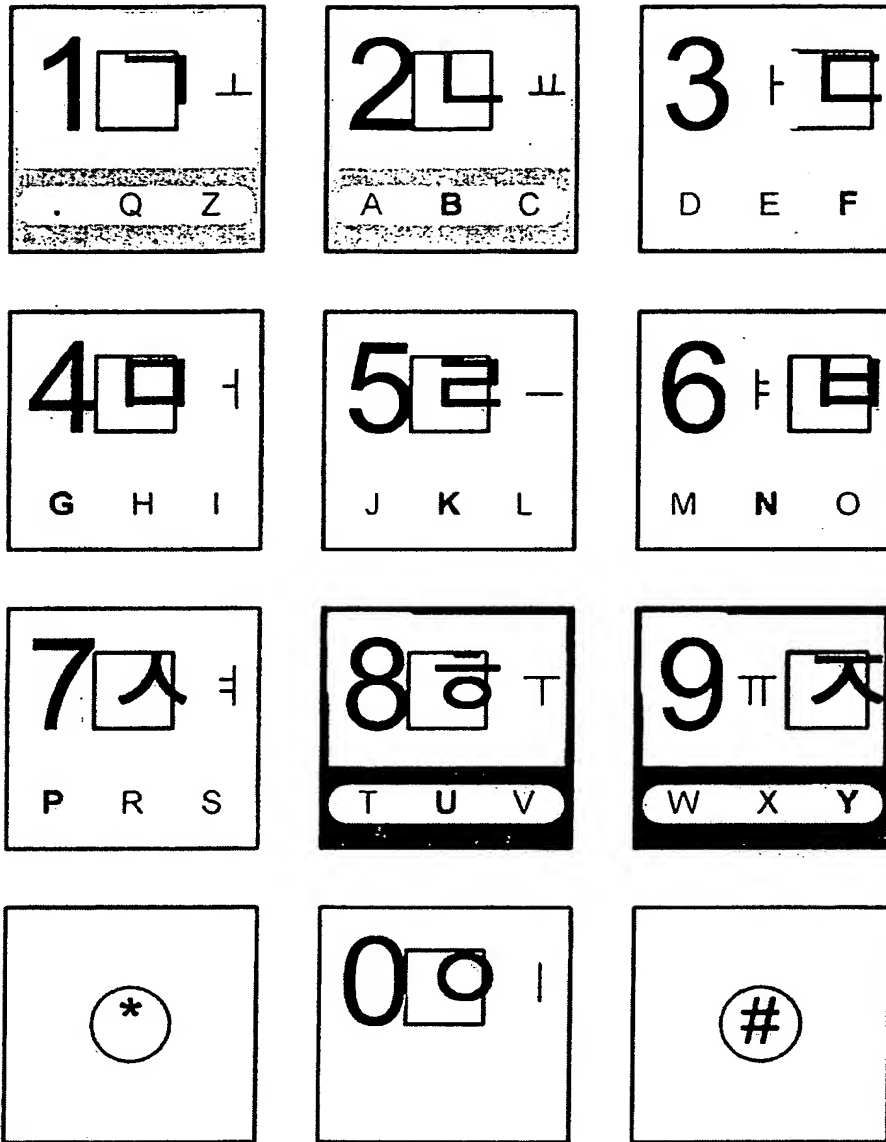 1 ㄱ ㅗ 2 ㄴ ㅛ 3 ㅏ ㄷ
. Q Z A B C D E F
4 ㅁ ㅓ 5 ㄹ ㅡ 6 ㅑ ㅂ
G H I J K L M N O
7 ㅅ ㅕ 8 ㅎ ㅜ 9 ㅠ ㅈ
P R S T U V W X Y
* 0 ㅇ ㅣ #